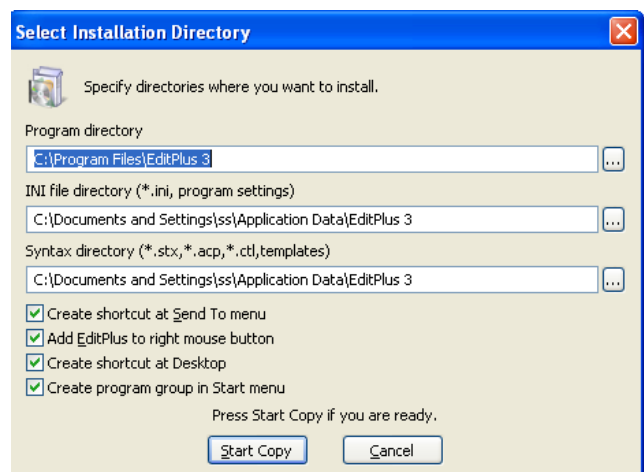 Select Installation Directory
Specify directories where you want to install.
Program directory
C:\Program Files\EditPlus 3
...
INI file directory (*.ini, program settings)
C:\Documents and Settings\ss\Application Data\EditPlus 3
...
Syntax directory (*.stx,*.acp,*.ctl,templates)
C:\Documents and Settings\ss\Application Data\EditPlus 3
...
Create shortcut at Send To menu
Add EditPlus to right mouse button
Create shortcut at Desktop
Create program group in Start menu
Press Start Copy if you are ready.
Start Copy Cancel